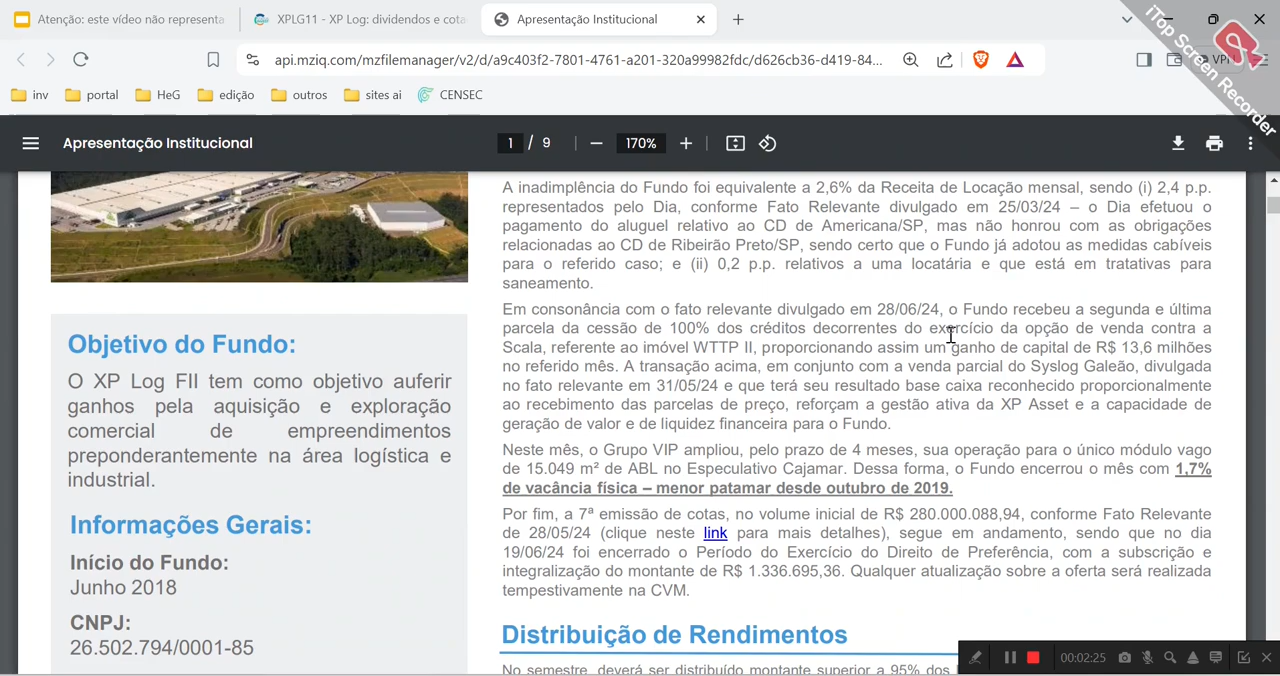 Atenção: este vídeo não representa
XPLG11 - XP Log: dividendos e cota
Apresentação Institucional
api.mziq.com/mzfilemanager/v2/d/a9c403f2-7801-4761-a201-320a99982fdc/d626cb36-d419-84...
VPN
inv
portal
HeG
edição
outros
sites ai
CENSEC
iTop Screen Recorder
Apresentação Institucional
1 / 9
170%
A inadimplência do Fundo foi equivalente a 2,6% da Receita de Locação mensal, sendo (i) 2,4 p.p.
representados pelo Dia, conforme Fato Relevante divulgado em 25/03/24 – o Dia efetuou o
pagamento do aluguel relativo ao CD de Americana/SP, mas não honrou com as obrigações
relacionadas ao CD de Ribeirão Preto/SP, sendo certo que o Fundo já adotou as medidas cabíveis
para o referido caso; e (ii) 0,2 p.p. relativos a uma locatária e que está em tratativas para
saneamento.
Em consonância com o fato relevante divulgado em 28/06/24, o Fundo recebeu a segunda e última
parcela da cessão de 100% dos créditos decorrentes do exercício da opção de venda contra a
Scala, referente ao imóvel WTTP II, proporcionando assim um ganho de capital de R$ 13,6 milhões
no referido mês. A transação acima, em conjunto com a venda parcial do Syslog Galeão, divulgada
no fato relevante em 31/05/24 e que terá seu resultado base caixa reconhecido proporcionalmente
ao recebimento das parcelas de preço, reforçam a gestão ativa da XP Asset e a capacidade de
geração de valor e de liquidez financeira para o Fundo.
Neste mês, o Grupo VIP ampliou, pelo prazo de 4 meses, sua operação para o único módulo vago
de 15.049 m² de ABL no Especulativo Cajamar. Dessa forma, o Fundo encerrou o mês com 1,7%
de vacância física – menor patamar desde outubro de 2019.
Por fim, a 7ª emissão de cotas, no volume inicial de R$ 280.000.088,94, conforme Fato Relevante
de 28/05/24 (clique neste link para mais detalhes), segue em andamento, sendo que no dia
19/06/24 foi encerrado o Período do Exercício do Direito de Preferência, com a subscrição e
integralização do montante de R$ 1.336.695,36. Qualquer atualização sobre a oferta será realizada
tempestivamente na CVM.
Distribuição de Rendimentos
No semestre, deverá ser distribuído montante superior a 95% dos
Objetivo do Fundo:
O XP Log FII tem como objetivo auferir
ganhos pela aquisição e exploração
comercial de empreendimentos
preponderantemente na área logística e
industrial.
Informações Gerais:
Início do Fundo:
Junho 2018
CNPJ:
26.502.794/0001-85
00:02:25